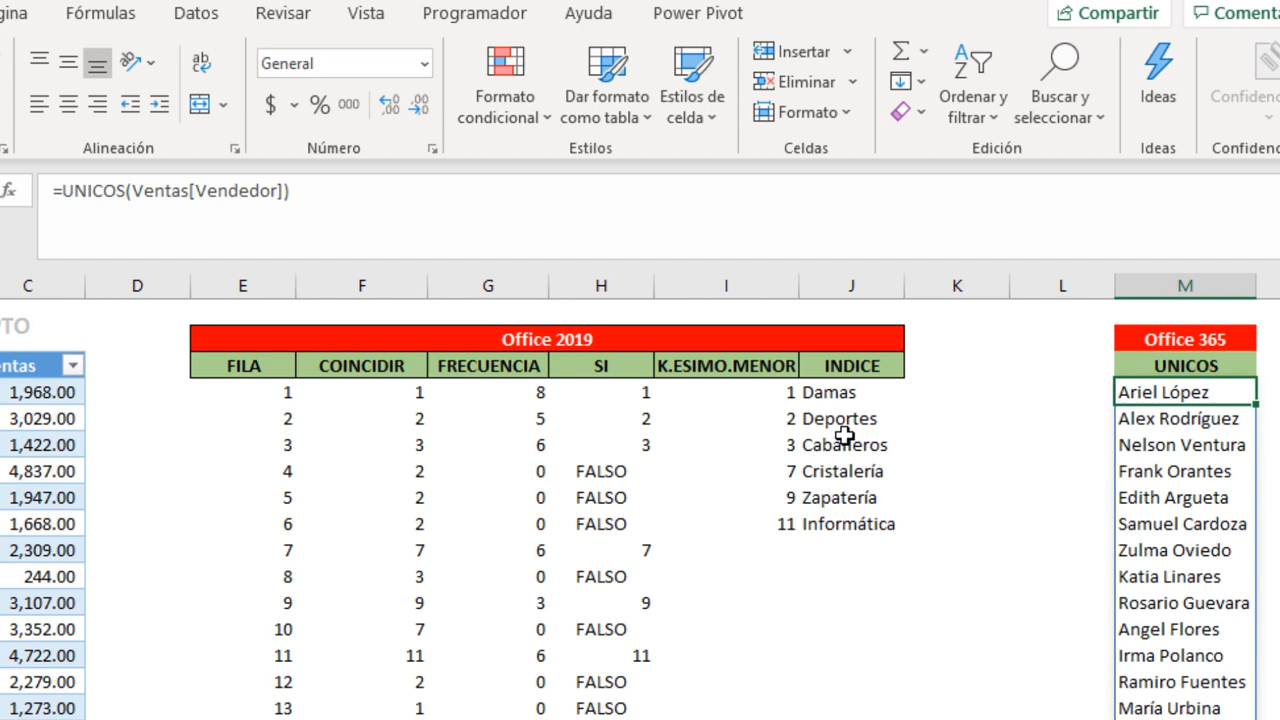 gina Fórmulas Datos Revisar Vista Programador Ayuda Power Pivot Compartir Comenta
ab General Insertar
$ % 000 Formato condicional Dar formato como tabla Estilos de celda Eliminar Formato Ordenar y filtrar Buscar y seleccionar Ideas Confidenc
Alineación Número Estilos Celdas Edición Ideas Confidenc
fx =UNICOS(Ventas[Vendedor])
C D E F G H I J K L M
PTO Office 2019 Office 365
entas FILA COINCIDIR FRECUENCIA SI K.ESIMO.MENOR INDICE UNICOS
1,968.00 1 1 8 1 1 Damas Ariel López
3,029.00 2 2 5 2 2 Deportes Alex Rodríguez
1,422.00 3 3 6 3 3 Caballeros Nelson Ventura
4,837.00 4 2 0 FALSO 7 Cristalería Frank Orantes
1,947.00 5 2 0 FALSO 9 Zapatería Edith Argueta
1,668.00 6 2 0 FALSO 11 Informática Samuel Cardoza
2,309.00 7 7 6 7 Zulma Oviedo
244.00 8 3 0 FALSO Katia Linares
3,107.00 9 9 3 9 Rosario Guevara
3,352.00 10 7 0 FALSO Angel Flores
4,722.00 11 11 6 11 Irma Polanco
2,279.00 12 2 0 FALSO Ramiro Fuentes
1,273.00 13 1 0 FALSO María Urbina